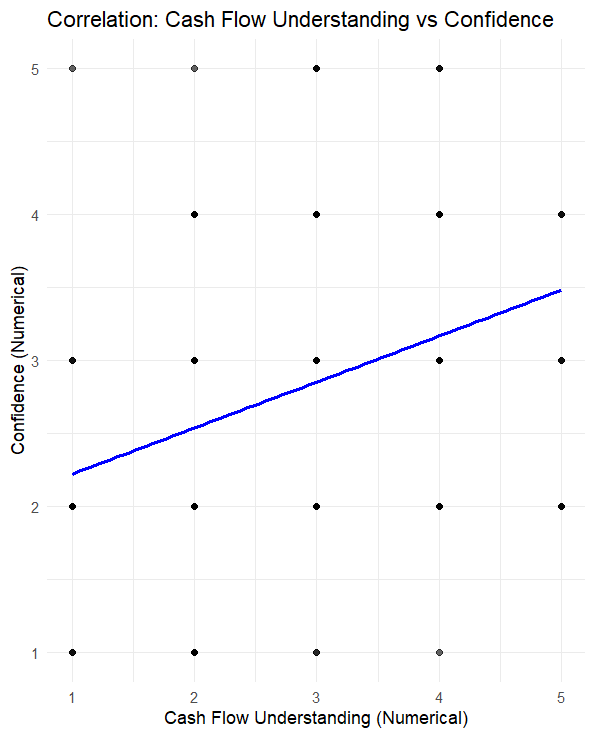 Correlation: Cash Flow Understanding vs Confidence
5
4
3
2
1
Confidence (Numerical)
1 2 3 4 5
Cash Flow Understanding (Numerical)